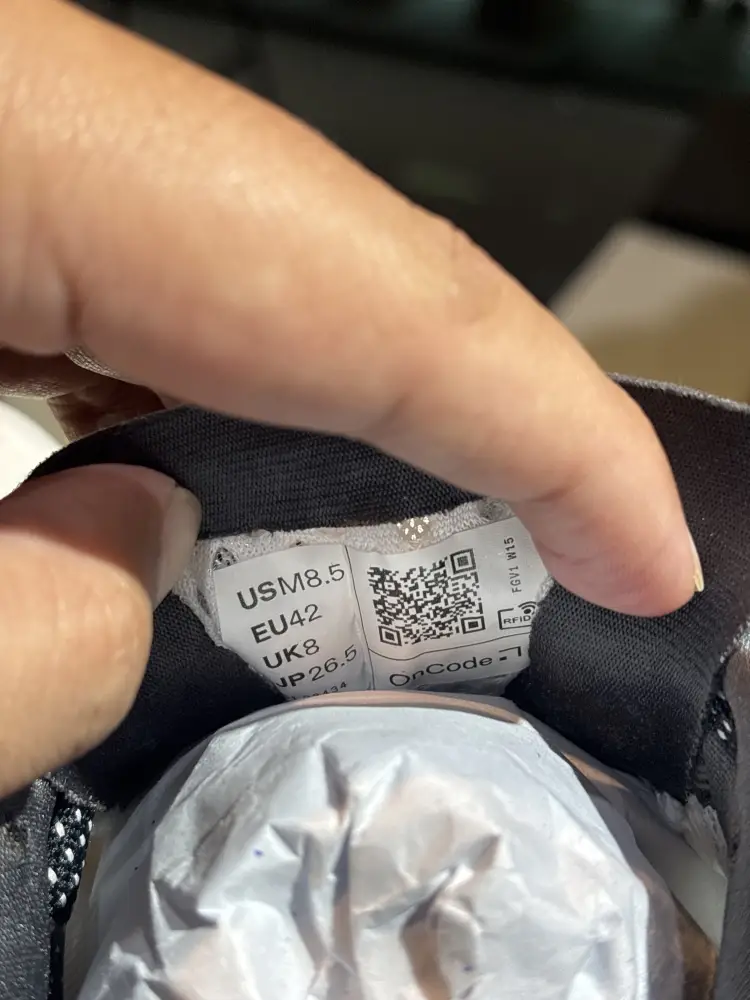 USM8.5
EU42
UK8
JP26.5
FGV1 W15
RFID
OnCode